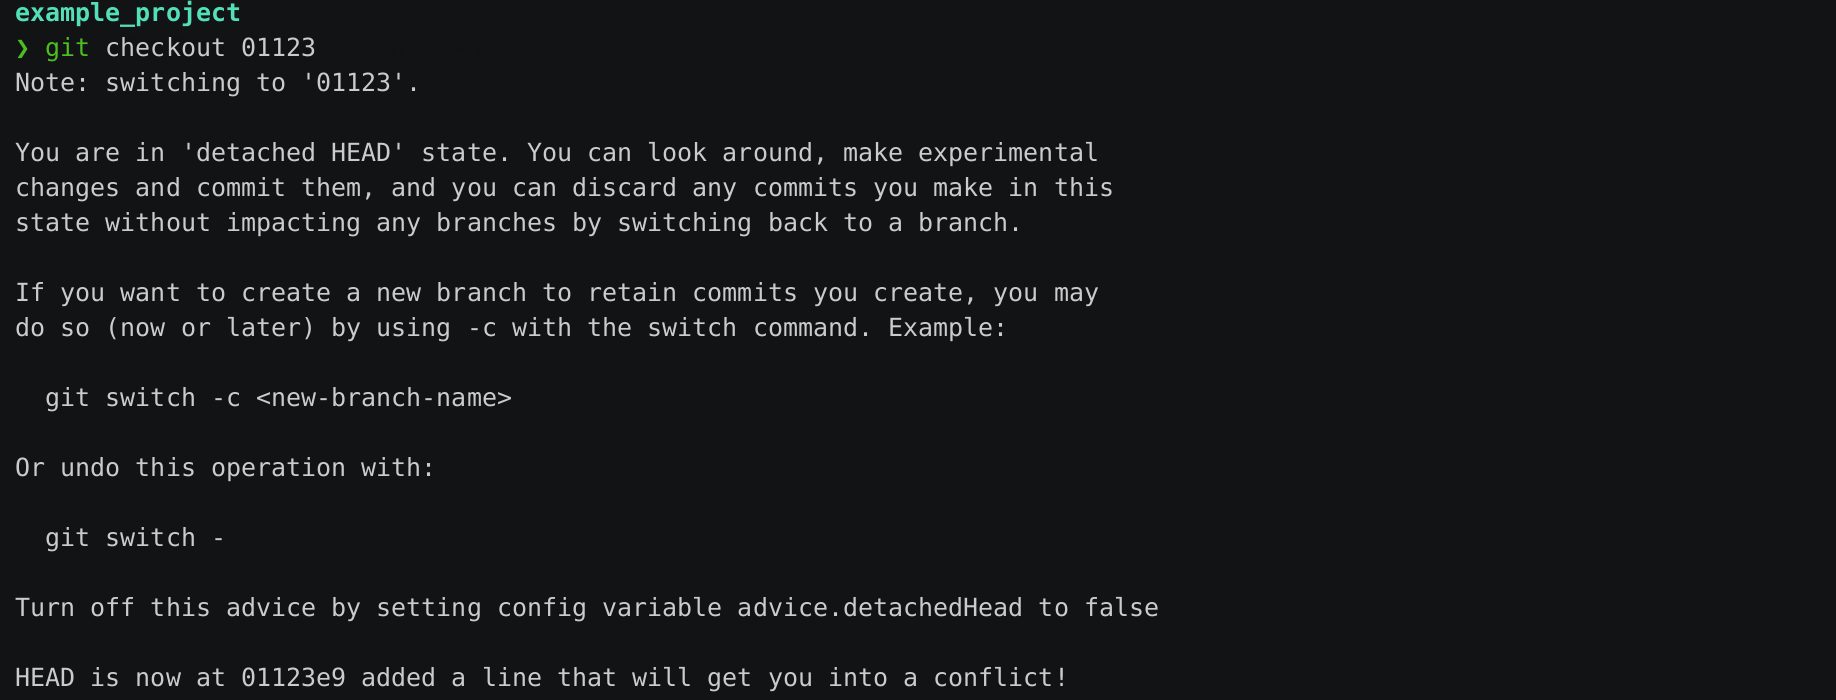 example_project
❯ git checkout 01123
Note: switching to '01123'.
You are in 'detached HEAD' state. You can look around, make experimental
changes and commit them, and you can discard any commits you make in this
state without impacting any branches by switching back to a branch.
If you want to create a new branch to retain commits you create, you may
do so (now or later) by using -c with the switch command. Example:
git switch -c <new-branch-name>
Or undo this operation with:
git switch -
Turn off this advice by setting config variable advice.detachedHead to false
HEAD is now at 01123e9 added a line that will get you into a conflict!